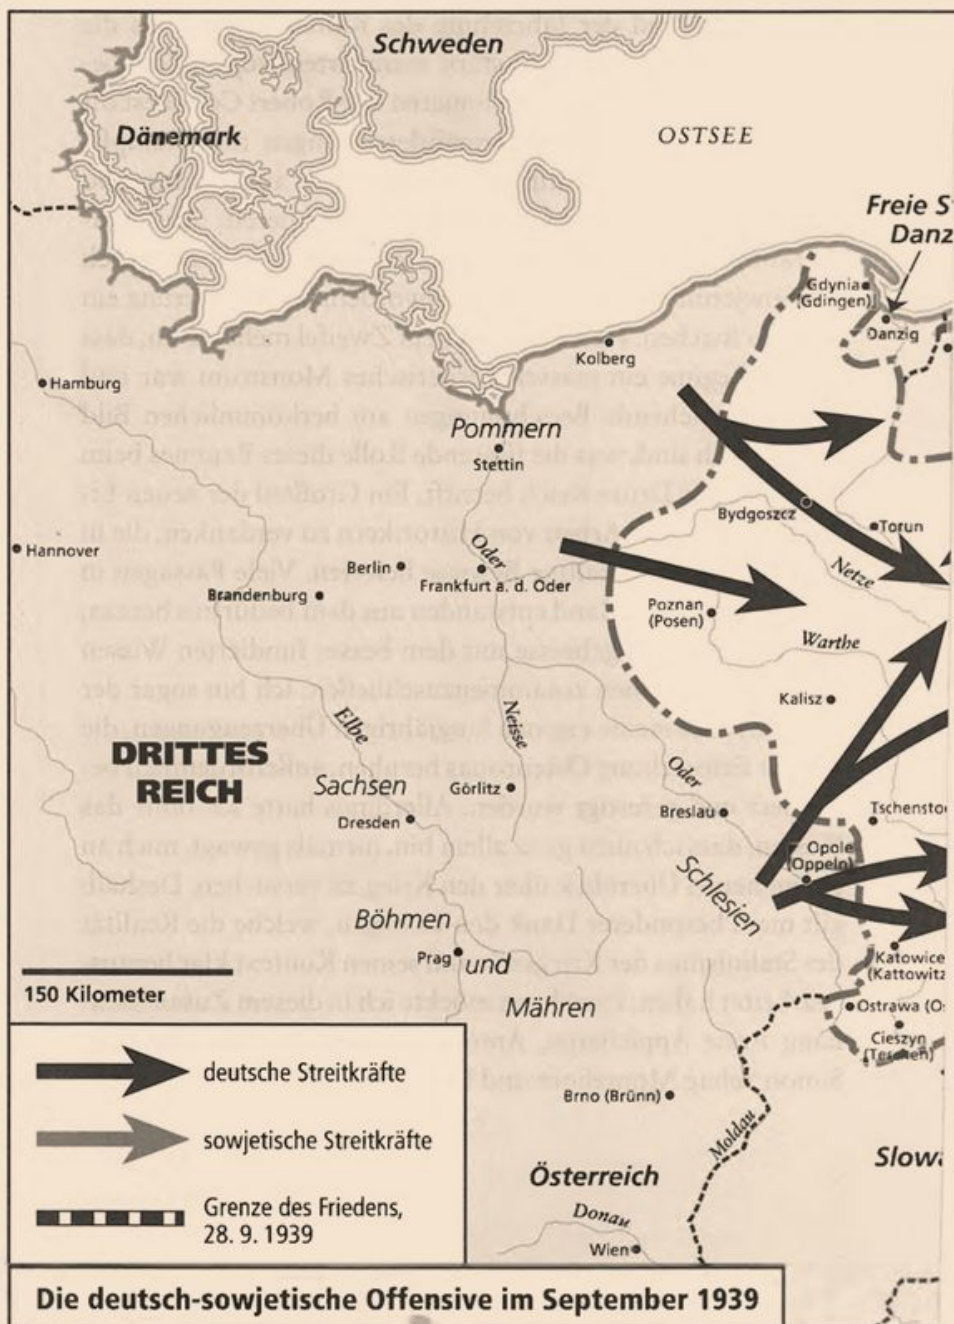 Schweden
Dänemark
OSTSEE
Freie S
Danz
Gdynia
(Gdingen)
Danzig
Kolberg
Hamburg
Pommern
Stettin
Bydgoszcz
Torun
Hannover
Oder
Berlin
Frankfurt a. d. Oder
Brandenburg
Netze
Poznan
(Posen)
Warthe
Kalisz
Elbe
Neisse
DRITTES
REICH
Sachsen
Görlitz
Dresden
Oder
Breslau
Tschensto
Opole
(Oppeln)
Schlesien
Böhmen
Prag
und
Mähren
Katowice
(Kattowitz
Ostrawa (O
Cieszyn
(Teschen)
150 Kilometer
deutsche Streitkräfte
sowjetische Streitkräfte
Grenze des Friedens,
28. 9. 1939
Brno (Brünn)
Moldau
Österreich
Slowa
Donau
Wien
Die deutsch-sowjetische Offensive im September 1939